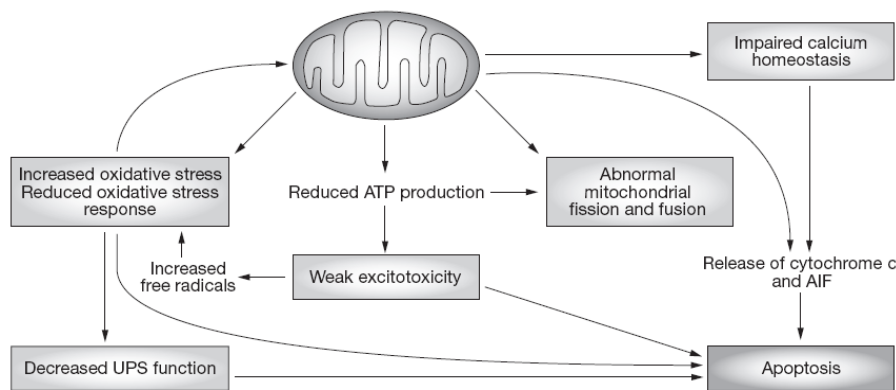 Impaired calcium
homeostasis
Increased oxidative stress
Reduced oxidative stress
response
Reduced ATP production
Abnormal
mitochondrial
fission and fusion
Increased
free radicals
Weak excitotoxicity
Release of cytochrome c
and AIF
Decreased UPS function
Apoptosis